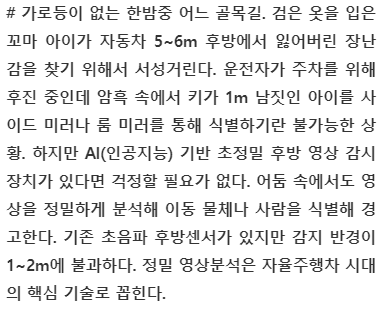 # 가로등이 없는 한밤중 어느 골목길. 검은 옷을 입은
꼬마 아이가 자동차 5~6m 후방에서 잃어버린 장난
감을 찾기 위해서 서성거린다. 운전자가 주차를 위해
후진 중인데 암흑 속에서 키가 1m 남짓인 아이를 사
이드 미러나 룸 미러를 통해 식별하기란 불가능한 상
황. 하지만 AI(인공지능) 기반 초정밀 후방 영상 감시
장치가 있다면 걱정할 필요가 없다. 어둠 속에서도 영
상을 정밀하게 분석해 이동 물체나 사람을 식별해 경
고한다. 기존 초음파 후방센서가 있지만 감지 반경이
1~2m에 불과하다. 정밀 영상분석은 자율주행차 시대
의 핵심 기술로 꼽힌다.